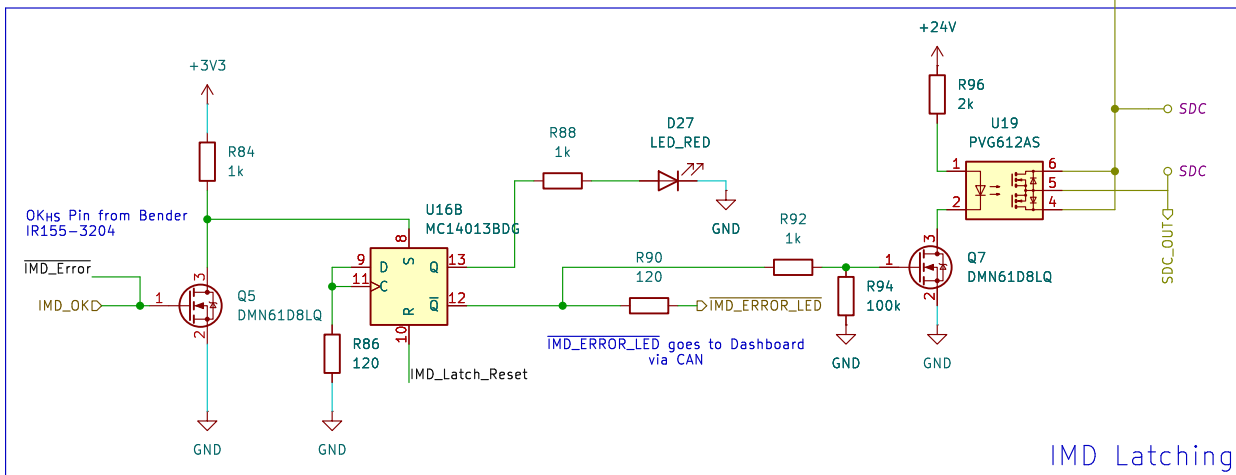 +24V
+3V3
R96
2k
U19
PVG612AS
SDC
D27
LED_RED
R88
1k
R84
1k
1
2
6
5
4
SDC
OKHS Pin from Bender
IR155-3204
U16B
MC14013BDG
GND
SDC_OUT
IMD_Error
IMD_OK
1
3
2
Q5
DMN61D8LQ
8
9
D
S
Q
13
11
C
Q
12
R
10
R90
120
IMD_ERROR_LED
R92
1k
R94
100k
1
3
2
Q7
DMN61D8LQ
R86
120
IMD_Latch_Reset
IMD_ERROR_LED goes to Dashboard
via CAN
GND
GND
GND
GND
IMD Latching